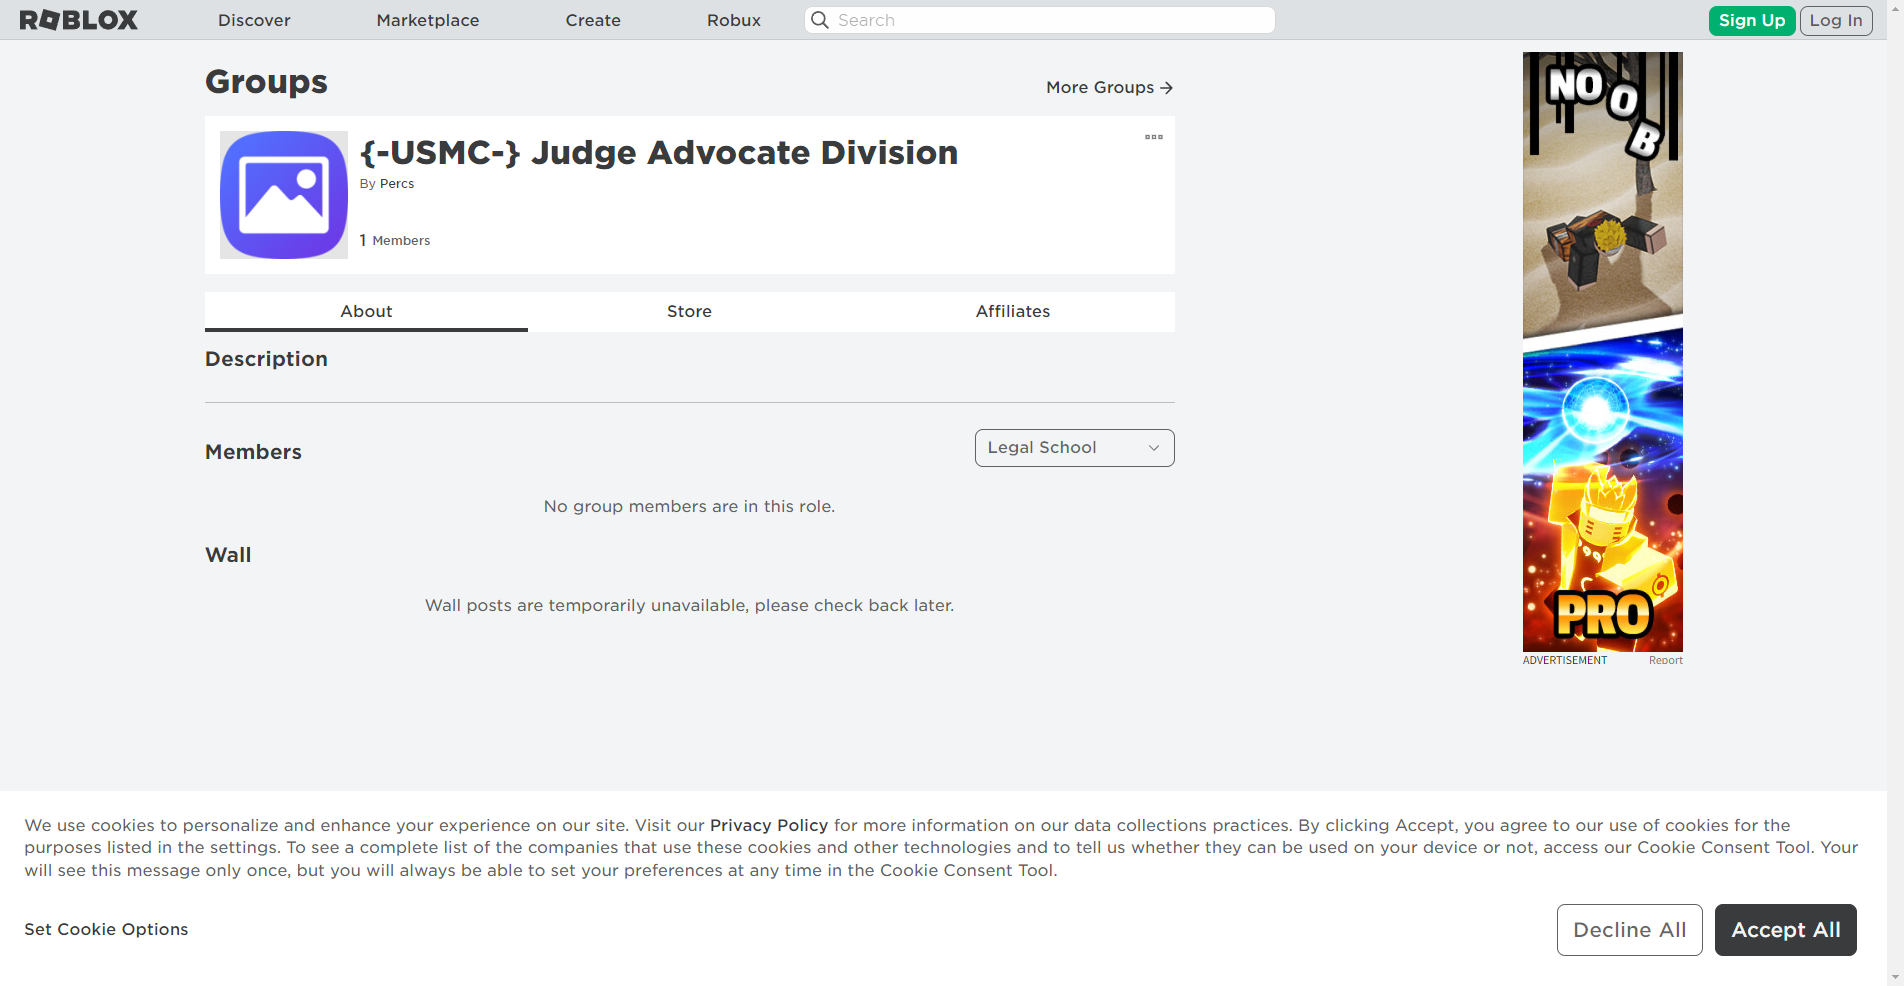 ROBLOX
Discover
Marketplace
Create
Robux
Search
Sign Up
Log In
Groups
More Groups
{-USMC-} Judge Advocate Division
By Percs
1 Members
About
Store
Affiliates
Description
Members
Legal School
No group members are in this role.
Wall
Wall posts are temporarily unavailable, please check back later.
NOOB
PRO
ADVERTISEMENT
Report
We use cookies to personalize and enhance your experience on our site. Visit our Privacy Policy for more information on our data collections practices. By clicking Accept, you agree to our use of cookies for the
purposes listed in the settings. To see a complete list of the companies that use these cookies and other technologies and to tell us whether they can be used on your device or not, access our Cookie Consent Tool. Your
will see this message only once, but you will always be able to set your preferences at any time in the Cookie Consent Tool.
Set Cookie Options
Decline All
Accept All